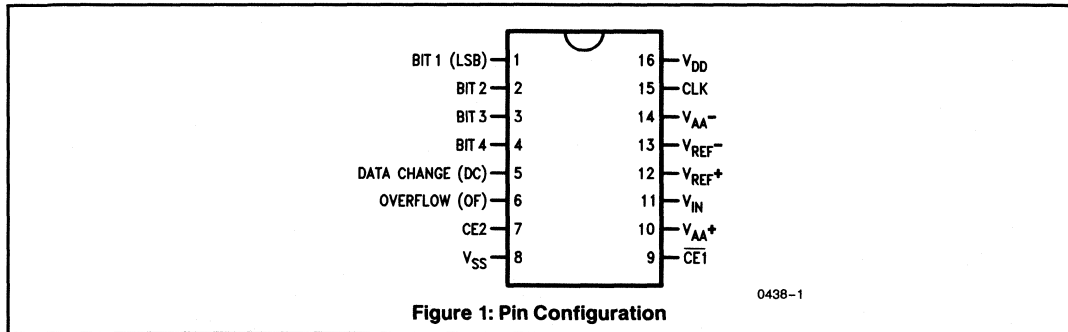 BIT 1 (LSB) 1 16 V_DD
BIT 2 2 15 CLK
BIT 3 3 14 V_AA-
BIT 4 4 13 V_REF-
DATA CHANGE (DC) 5 12 V_REF+
OVERFLOW (OF) 6 11 V_IN
CE2 7 10 V_AA+
V_SS 8 9 C̅E̅1̅
0438-1
Figure 1: Pin Configuration